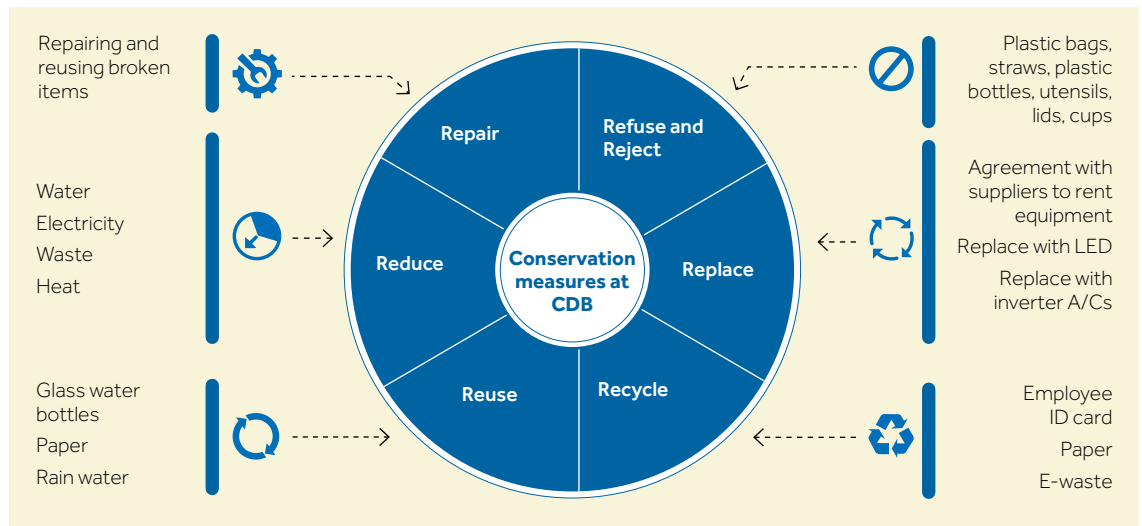 Repairing and
reusing broken
items
Water
Electricity
Waste
Heat
Glass water
bottles
Paper
Rain water
Repair
Refuse and
Reject
Reduce
Conservation
measures at
CDB
Replace
Reuse
Recycle
Plastic bags,
straws, plastic
bottles, utensils,
lids, cups
Agreement with
suppliers to rent
equipment
Replace with LED
Replace with
inverter A/Cs
Employee
ID card
Paper
E-waste